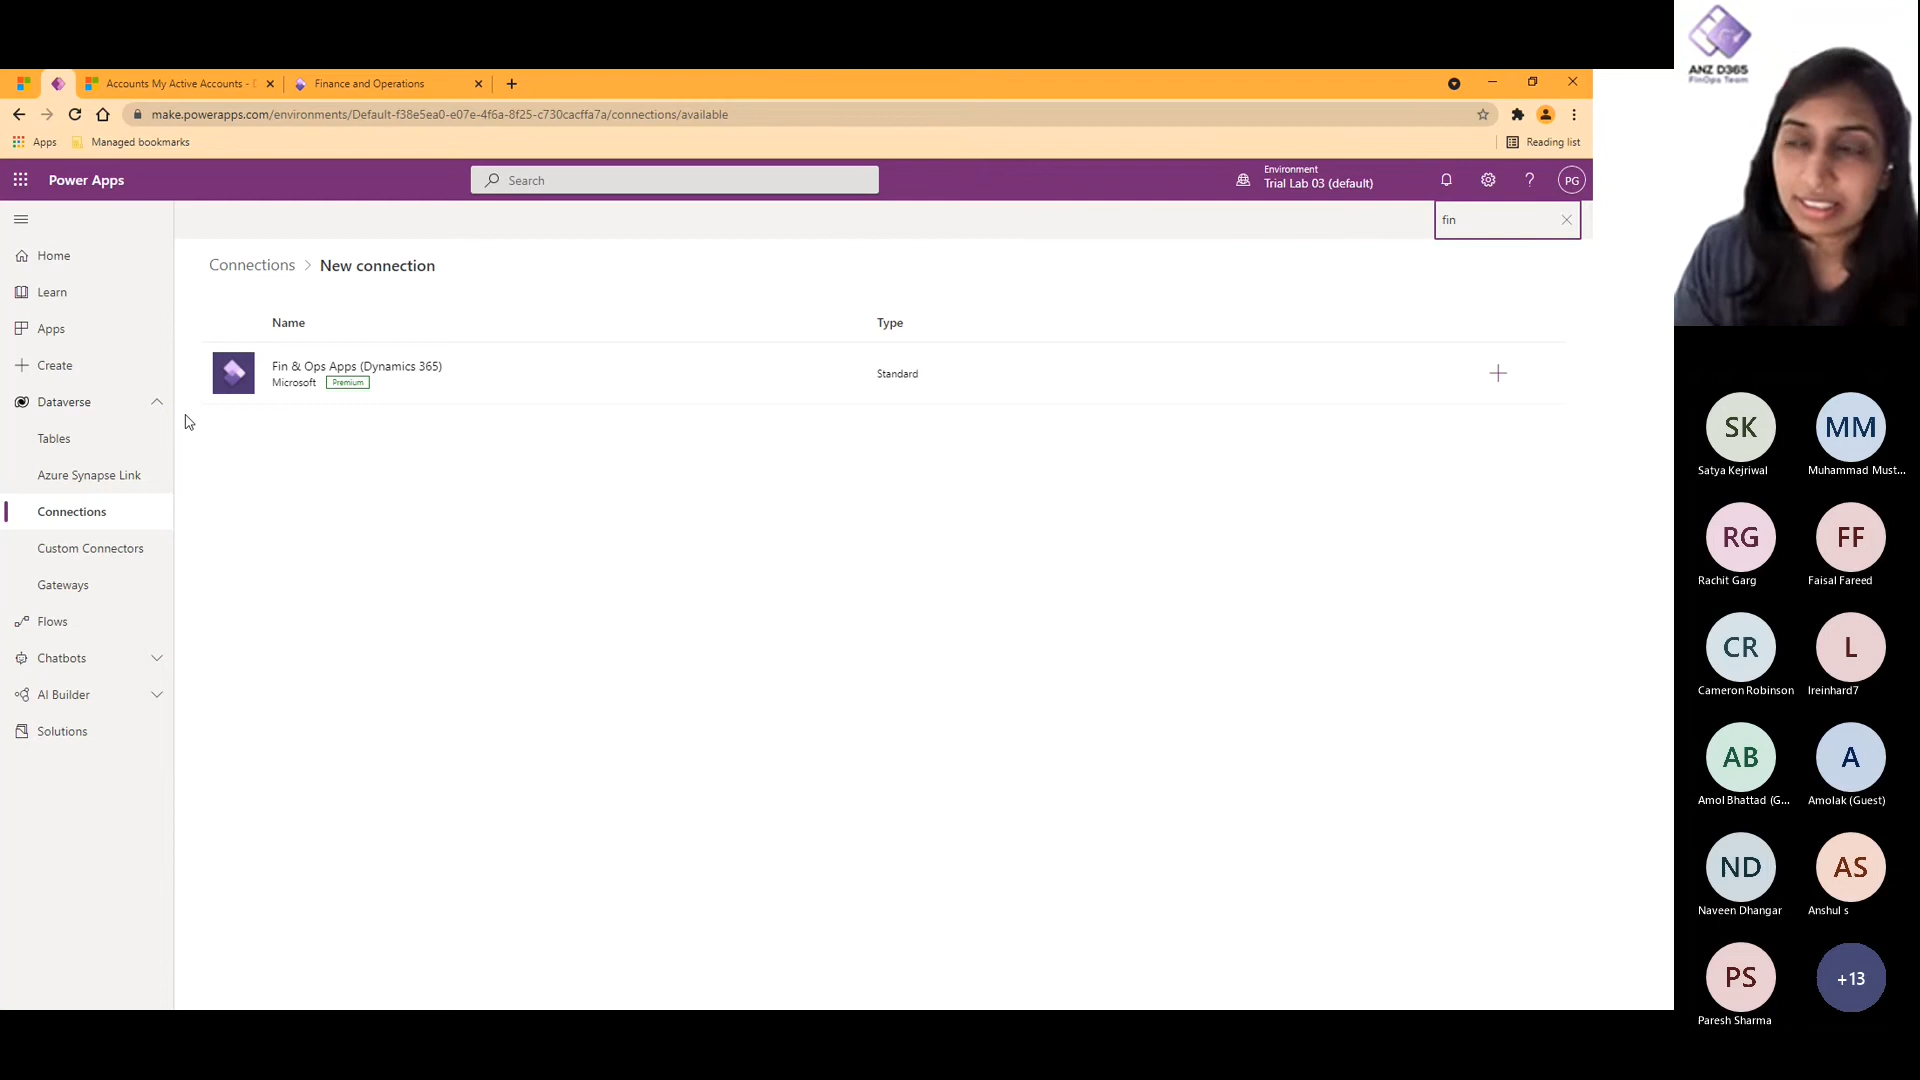 Accounts My Active Accounts -
Finance and Operations
make.powerapps.com/environments/Default-f38e5ea0-e07e-4f6a-8f25-c730cacffa7a/connections/available
Apps
Managed bookmarks
Reading list
Power Apps
Search
Environment
Trial Lab 03 (default)
?
PG
fin
Home
Learn
Apps
Create
Dataverse
Tables
Azure Synapse Link
Connections
Custom Connectors
Gateways
Flows
Chatbots
AI Builder
Solutions
Connections > New connection
Name
Type
Fin & Ops Apps (Dynamics 365)
Microsoft
Premium
Standard
ANZ D365
FinOps Team
SK
MM
Satya Kejriwal
Muhammad Must...
RG
FF
Rachit Garg
Faisal Fareed
CR
L
Cameron Robinson
lreinhard7
AB
A
Amol Bhattad (G...
Amolak (Guest)
ND
AS
Naveen Dhangar
Anshul s
PS
+13
Paresh Sharma